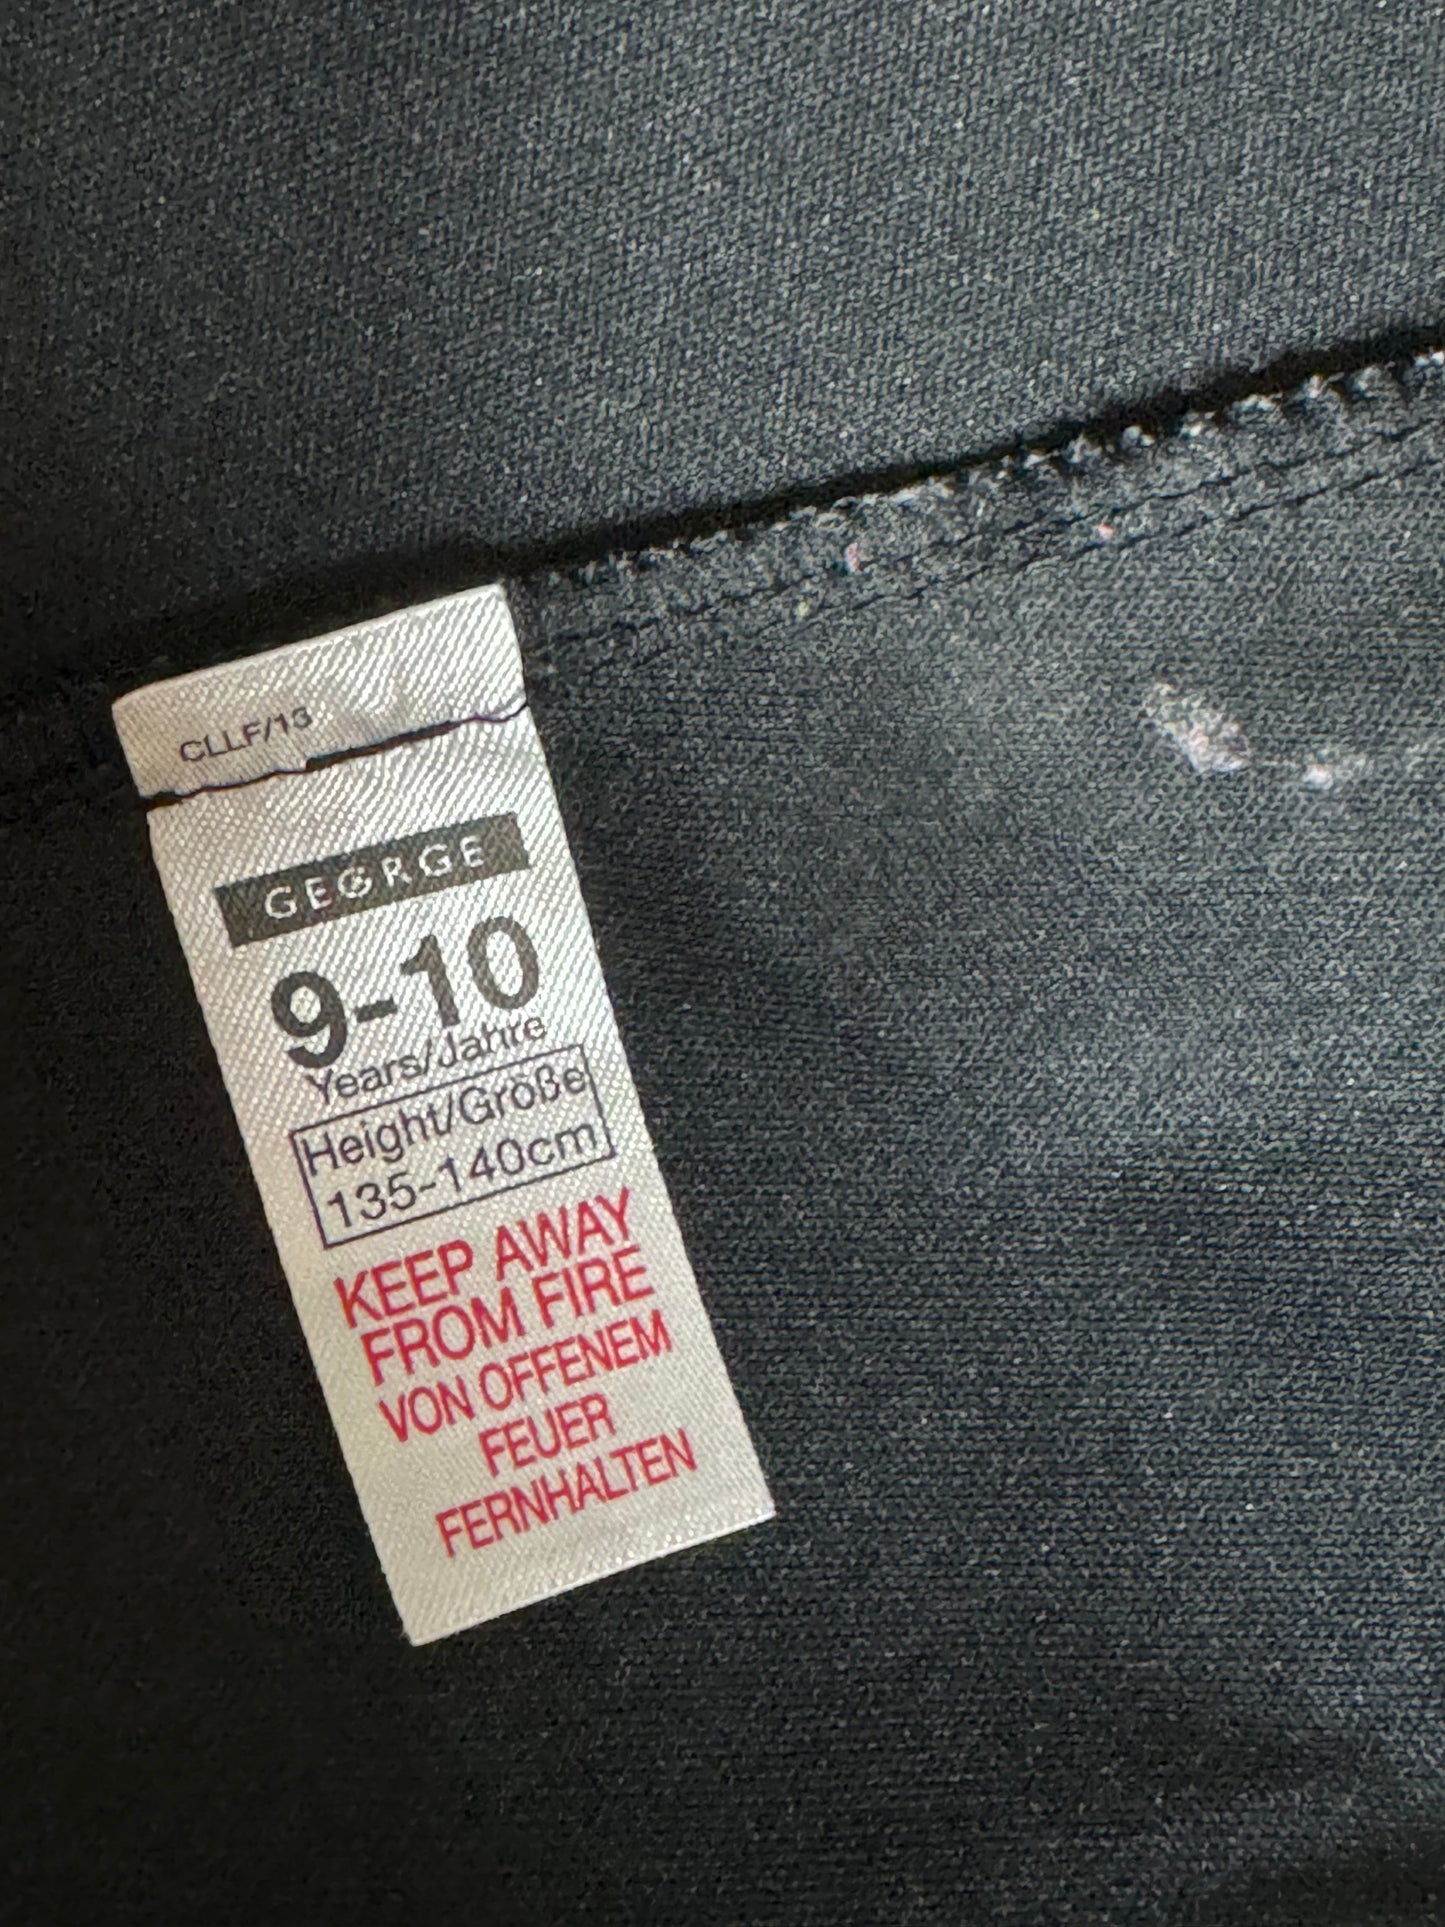 CLLF/13
GEORGE
9-10
Years/Jahre
Height/Größe
135-140cm
KEEP AWAY
FROM FIRE
VON OFFENEM
FEUER
FERNHALTEN